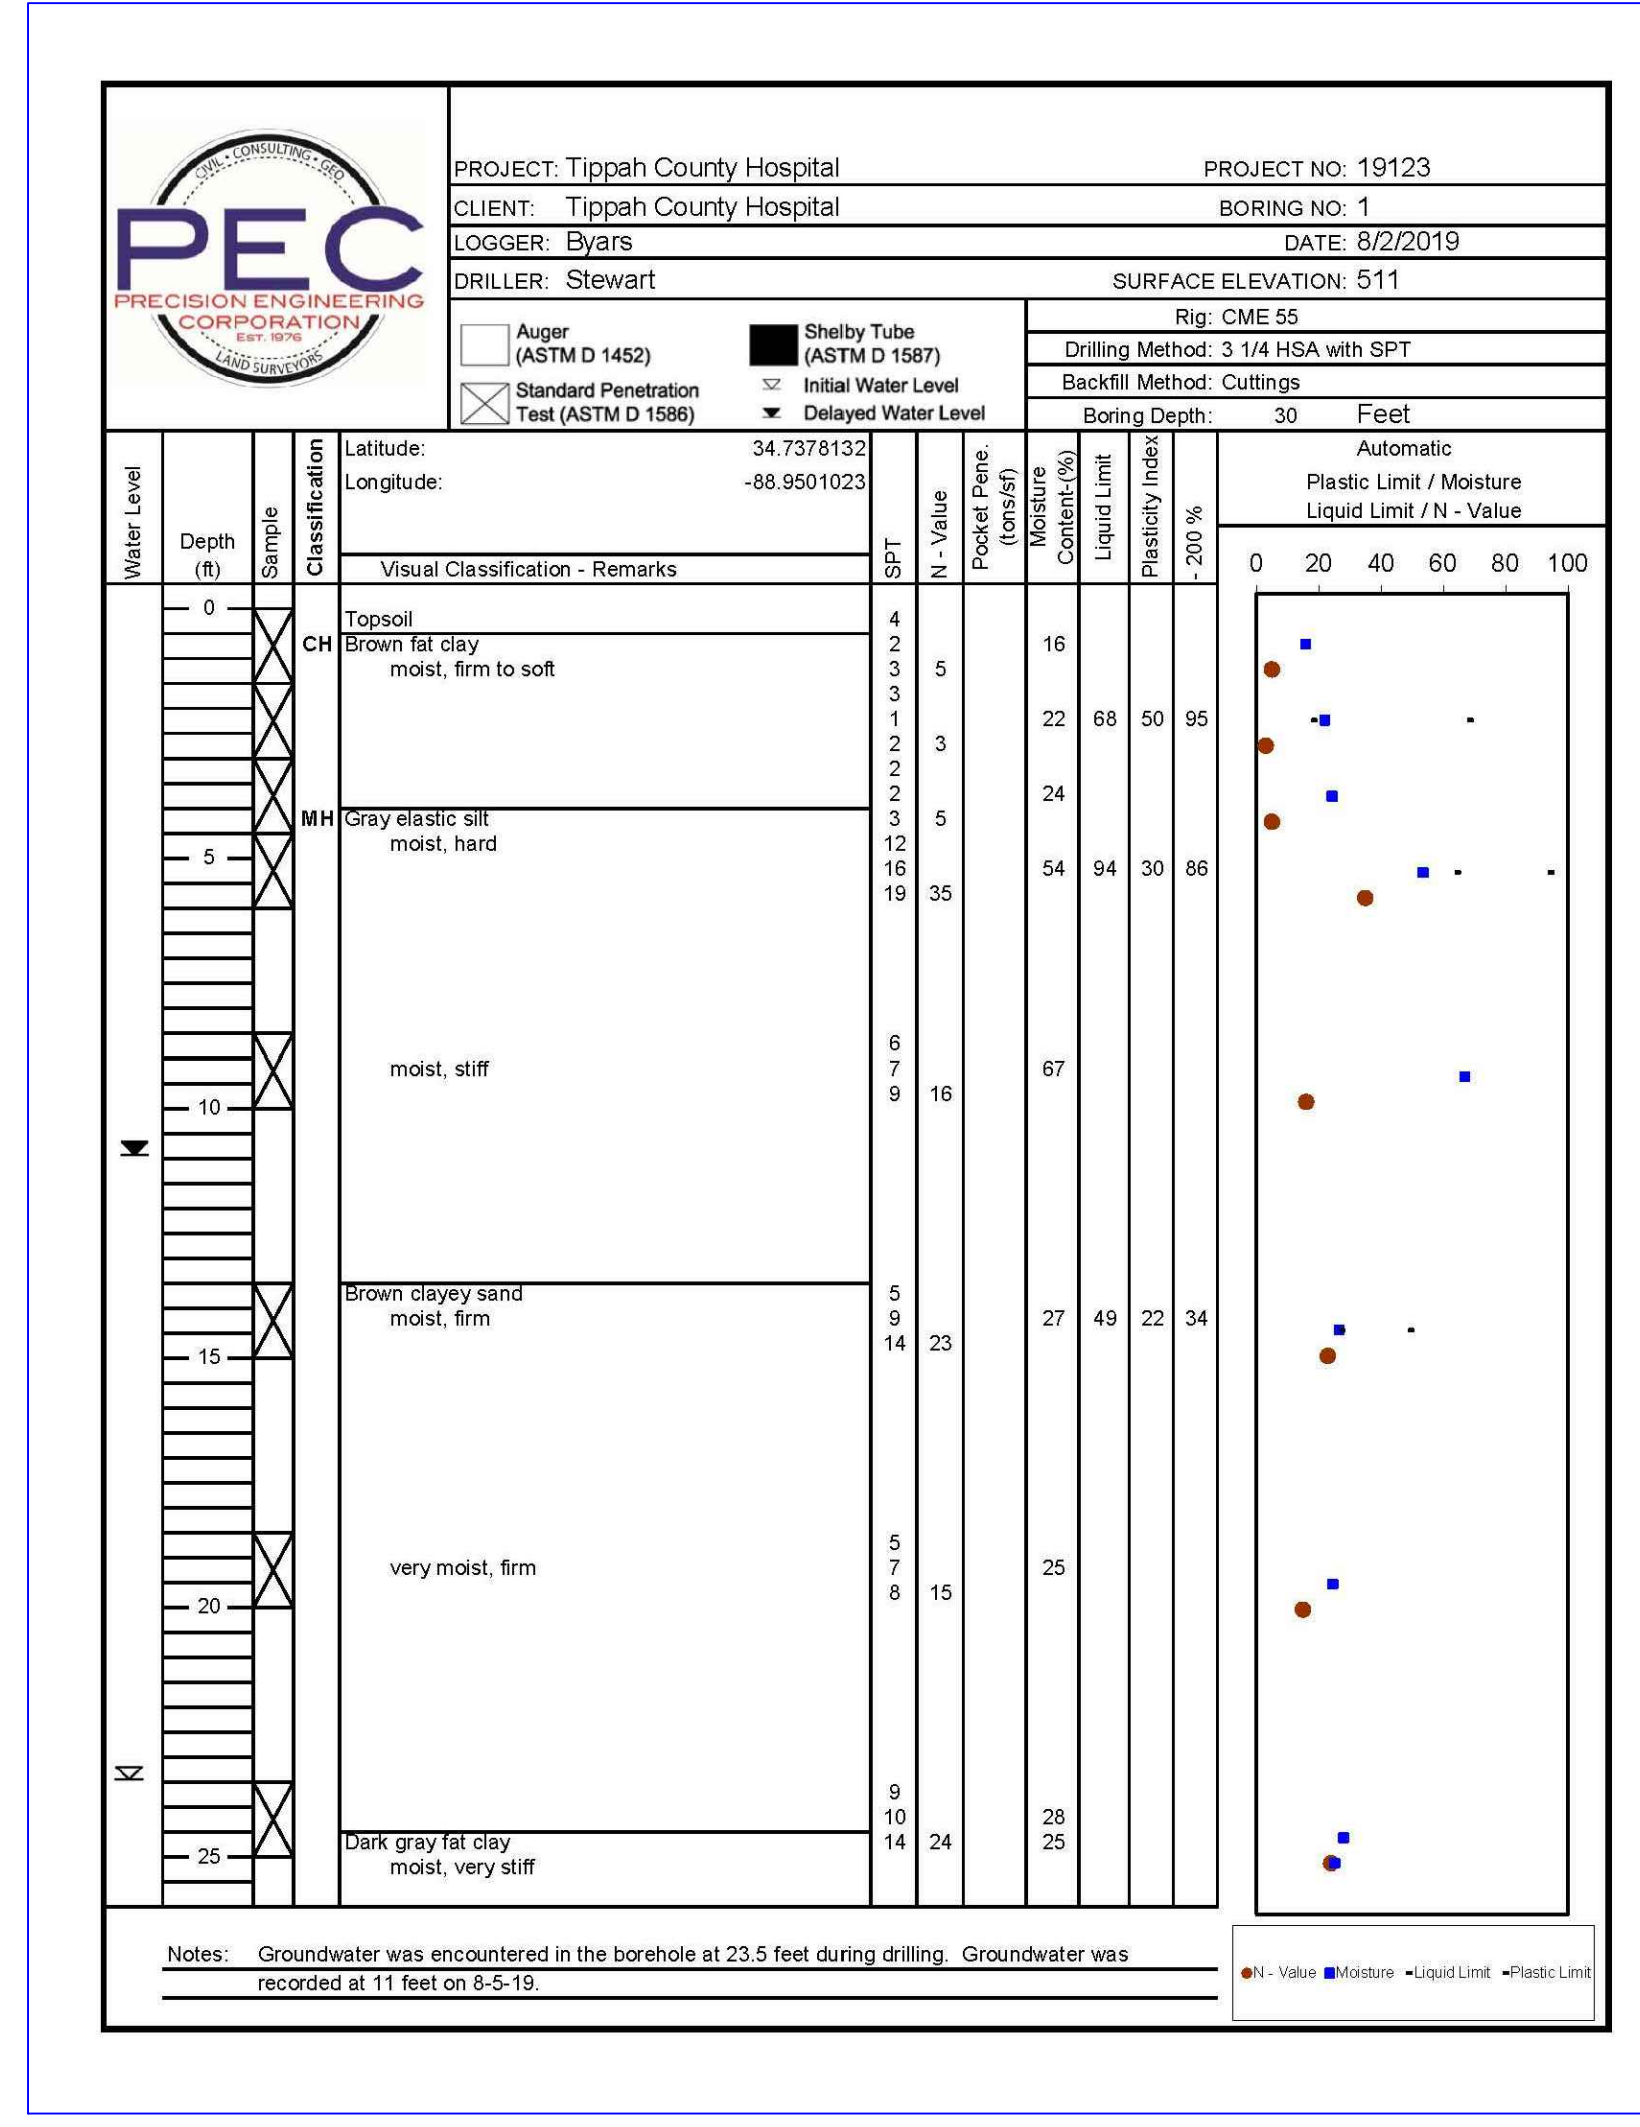 CIVIL • CONSULTING • GEO
PEC
PRECISION ENGINEERING
CORPORATION
EST. 1976
LAND SURVEYORS
PROJECT: Tippah County Hospital PROJECT NO: 19123
CLIENT: Tippah County Hospital BORING NO: 1
LOGGER: Byars DATE: 8/2/2019
DRILLER: Stewart SURFACE ELEVATION: 511
Auger
(ASTM D 1452)
Shelby Tube
(ASTM D 1587)
Standard Penetration
Test (ASTM D 1586)
Initial Water Level
Delayed Water Level
Rig: CME 55
Drilling Method: 3 1/4 HSA with SPT
Backfill Method: Cuttings
Boring Depth: 30 Feet
Water Level
Depth
(ft)
Sample
Classification
Latitude: 34.7378132
Longitude: -88.9501023
Visual Classification - Remarks
SPT
N - Value
Pocket Pene.
(tons/sf)
Moisture
Content-(%)
Liquid Limit
Plasticity Index
- 200 %
Automatic
Plastic Limit / Moisture
Liquid Limit / N - Value
0 20 40 60 80 100
0
Topsoil 4
CH Brown fat clay 2 16
moist, firm to soft 3 5
3
1 22 68 50 95
2 3
2
2 24
MH Gray elastic silt 3 5
moist, hard 12
5 16 54 94 30 86
19 35
6
moist, stiff 7 67
9 16
10
Brown clayey sand 5
moist, firm 9 27 49 22 34
14 23
15
5
very moist, firm 7 25
8 15
20
9
10 28
Dark gray fat clay 14 24 25
25 moist, very stiff
Notes: Groundwater was encountered in the borehole at 23.5 feet during drilling. Groundwater was
recorded at 11 feet on 8-5-19.
N - Value Moisture Liquid Limit Plastic Limit